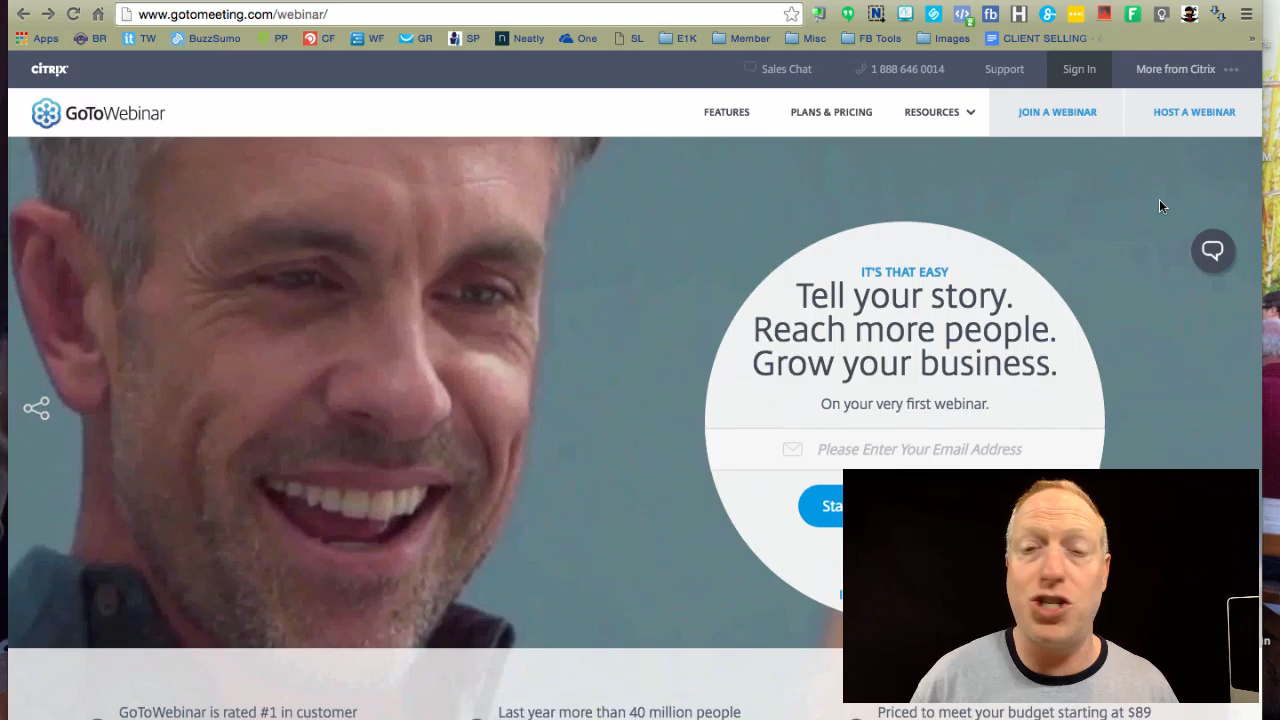 www.gotomeeting.com/webinar/
Apps BR TW BuzzSumo PP CF WF GR SP Neatly One SL E1K Member Misc FB Tools Images CLIENT SELLING -
CITRIX Sales Chat 1 888 646 0014 Support Sign In More from Citrix
GoToWebinar FEATURES PLANS & PRICING RESOURCES JOIN A WEBINAR HOST A WEBINAR
IT'S THAT EASY
Tell your story.
Reach more people.
Grow your business.
On your very first webinar.
Please Enter Your Email Address
GoToWebinar is rated #1 in customer
Last year more than 40 million people
Priced to meet your budget starting at $89